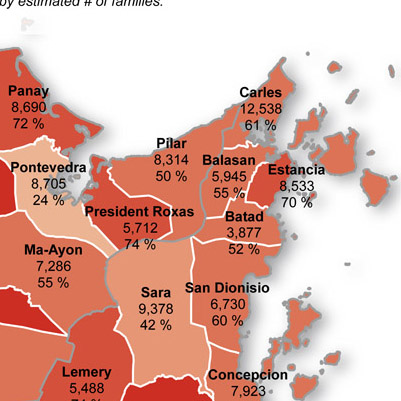 by estimated # of families.
Panay
8,690
72 %
Carles
12,538
61 %
Pilar
8,314
50 %
Balasan
5,945
55 %
Estancia
8,533
70 %
Pontevedra
8,705
24 %
President Roxas
5,712
74 %
Batad
3,877
52 %
Ma-Ayon
7,286
55 %
Sara
9,378
42 %
San Dionisio
6,730
60 %
Lemery
5,488
Concepcion
7,923